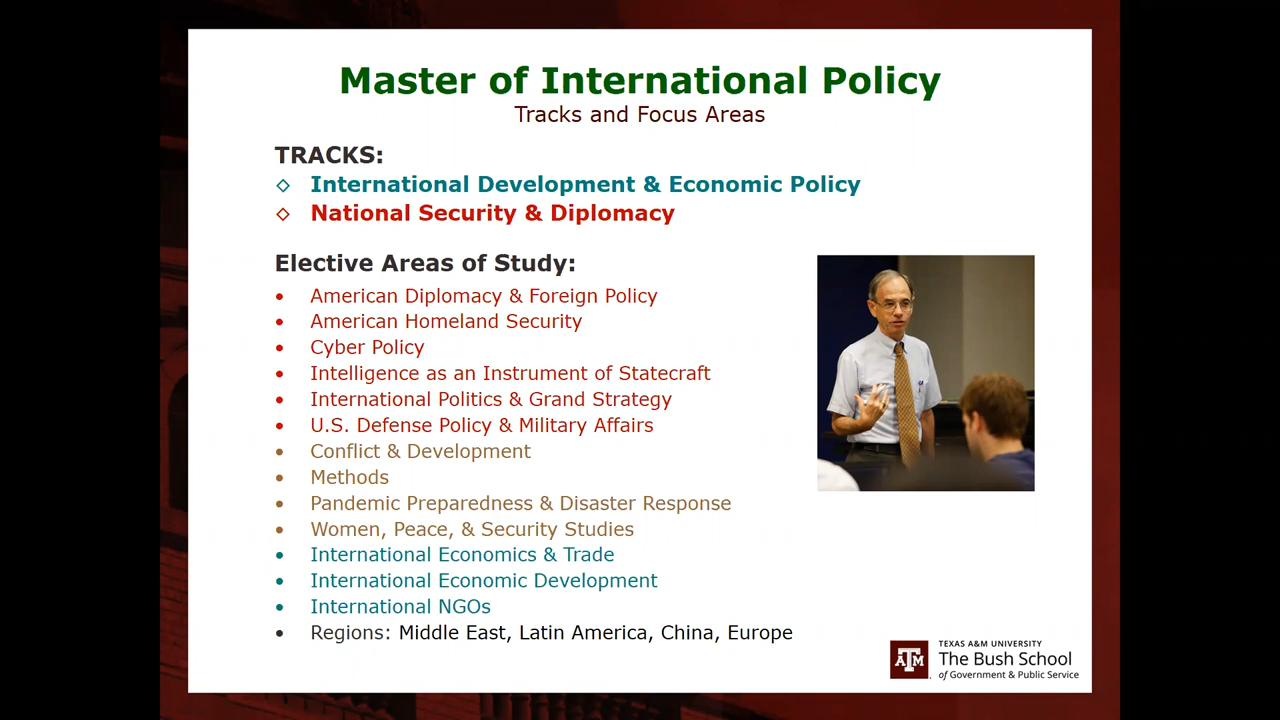 Master of International Policy
Tracks and Focus Areas
TRACKS:
International Development & Economic Policy
National Security & Diplomacy
Elective Areas of Study:
American Diplomacy & Foreign Policy
American Homeland Security
Cyber Policy
Intelligence as an Instrument of Statecraft
International Politics & Grand Strategy
U.S. Defense Policy & Military Affairs
Conflict & Development
Methods
Pandemic Preparedness & Disaster Response
Women, Peace, & Security Studies
International Economics & Trade
International Economic Development
International NGOs
Regions: Middle East, Latin America, China, Europe
ATM
TEXAS A&M UNIVERSITY
The Bush School
of Government & Public Service